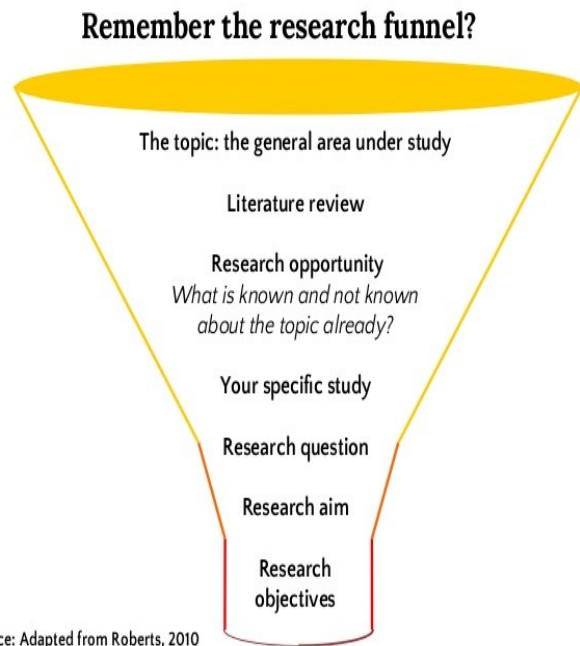 Remember the research funnel?
The topic: the general area under study
Literature review
Research opportunity
What is known and not known
about the topic already?
Your specific study
Research question
Research aim
Research
objectives
ce: Adapted from Roberts, 2010